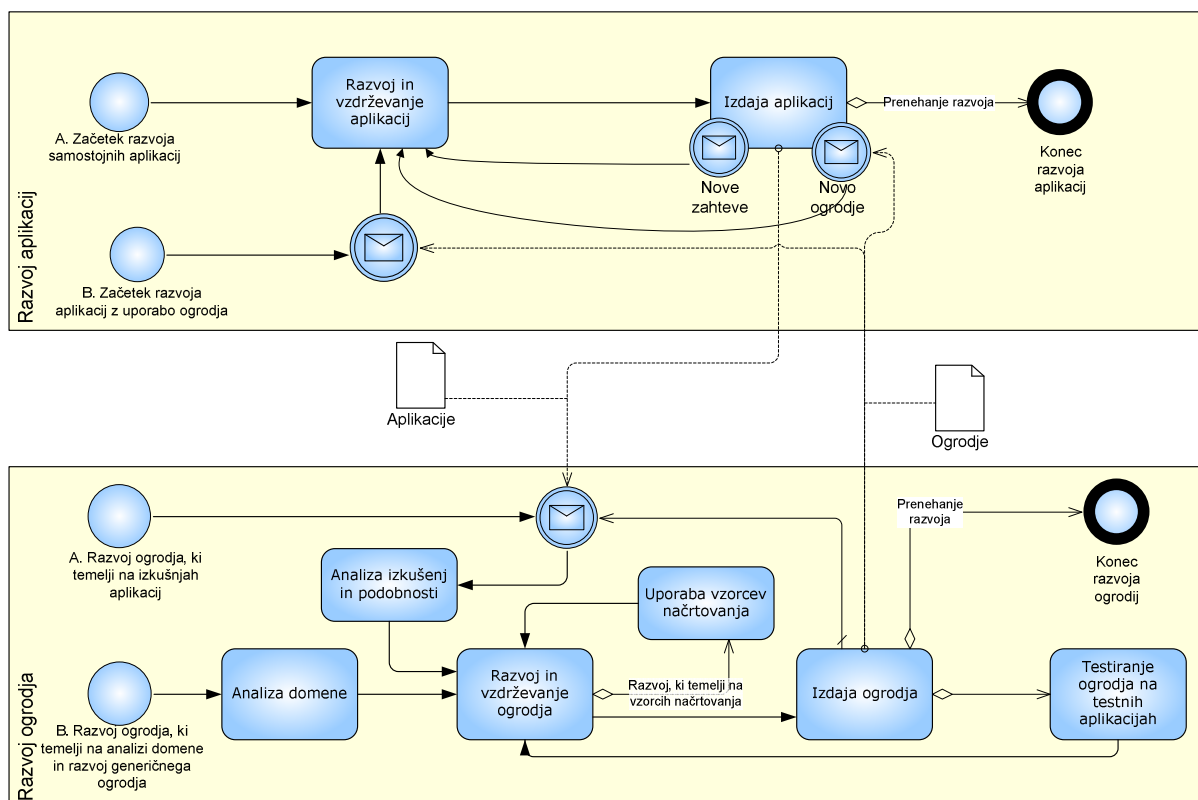 Razvoj aplikacij
A. Začetek razvoja
samostojnih aplikacij
Razvoj in
vzdrževanje
aplikacij
Izdaja aplikacij
Prenehanje razvoja
Konec
razvoja
aplikacij
Nove
zahteve
Novo
ogrodje
B. Začetek razvoja
aplikacij z uporabo ogrodja
Aplikacije
Ogrodje
Razvoj ogrodja
A. Razvoj ogrodja, ki
temelji na izkušnjah
aplikacij
Prenehanje
razvoja
Konec
razvoja
ogrodij
Analiza izkušenj
in podobnosti
Uporaba vzorcev
načrtovanja
B. Razvoj ogrodja, ki
temelji na analizi domene
in razvoj generičnega
ogrodja
Analiza domene
Razvoj in
vzdrževanje
ogrodja
Razvoj, ki temelji na
vzorcih načrtovanja
Izdaja ogrodja
Testiranje
ogrodja na
testnih
aplikacijah